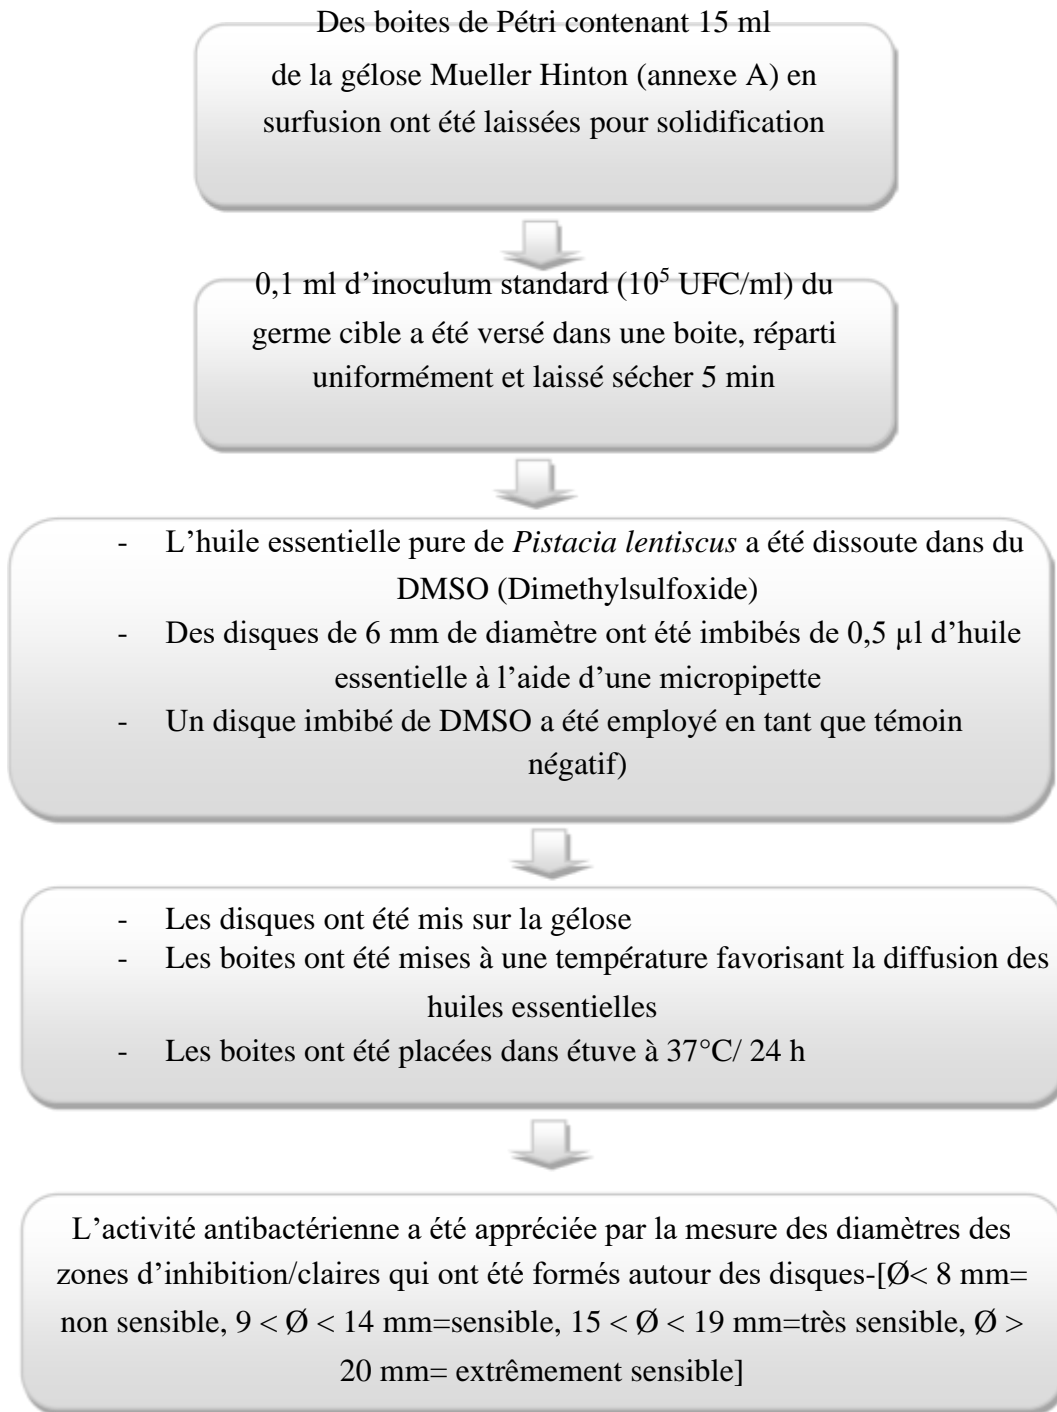 Des boites de Pétri contenant 15 ml
de la gélose Mueller Hinton (annexe A) en
surfusion ont été laissées pour solidification
0,1 ml d’inoculum standard (10⁵ UFC/ml) du
germe cible a été versé dans une boite, réparti
uniformément et laissé sécher 5 min
- L’huile essentielle pure de Pistacia lentiscus a été dissoute dans du
DMSO (Dimethylsulfoxide)
- Des disques de 6 mm de diamètre ont été imbibés de 0,5 µl d’huile
essentielle à l’aide d’une micropipette
- Un disque imbibé de DMSO a été employé en tant que témoin
négatif)
- Les disques ont été mis sur la gélose
- Les boites ont été mises à une température favorisant la diffusion des
huiles essentielles
- Les boites ont été placées dans étuve à 37°C/ 24 h
L’activité antibactérienne a été appréciée par la mesure des diamètres des
zones d’inhibition/claires qui ont été formés autour des disques-[Ø< 8 mm=
non sensible, 9 < Ø < 14 mm=sensible, 15 < Ø < 19 mm=très sensible, Ø >
20 mm= extrêmement sensible]